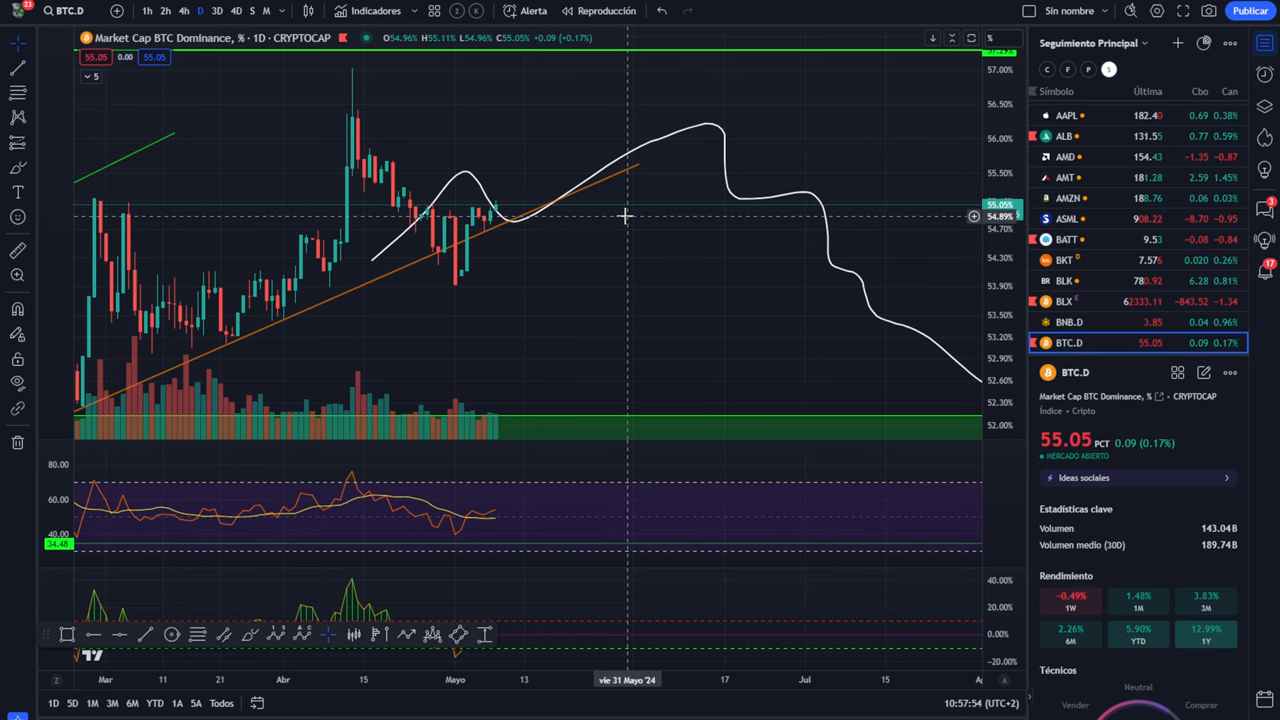 23
BTC.D
1h 2h 4h D 3D 4D S M
Indicadores
2
K
Alerta
Reproducción
Sin nombre
Publicar
Market Cap BTC Dominance, % · 1D · CRYPTOCAP
O54.96% H55.11% L54.96% C55.05% +0.09 (+0.17%)
55.05 0.00 55.05
5
%
57.29%
57.00%
56.50%
56.00%
55.50%
55.05%
54.89%
54.70%
54.30%
53.90%
53.50%
53.20%
52.90%
52.60%
52.30%
52.00%
80.00
60.00
40.00
34.48
40.00%
20.00%
0.00%
−20.00%
Z
Mar 11 21 Abr Mayo 13 vie 31 Mayo '24 17 Jul 15
A
1D 5D 1M 3M 6M YTD 1A 5A Todos
10:57:54 (UTC+2)
Seguimiento Principal
C F P S
Símbolo Última Cbo Can
AAPL 182.40 0.69 0.38%
ALB 131.55 0.77 0.59%
AMD 154.43 −1.35 −0.87
AMT 181.28 2.59 1.45%
AMZN 188.76 0.06 0.03%
ASML 908.22 −8.70 −0.95
BATT 9.53 −0.08 −0.84
BKT D 7.576 0.020 0.26%
BLK 780.92 6.28 0.81%
BLX E 62333.11 −843.52 −1.34
BNB.D 3.85 0.04 0.96%
BTC.D 55.05 0.09 0.17%
BTC.D
Market Cap BTC Dominance, % · CRYPTOCAP
Índice · Cripto
55.05 PCT 0.09 (0.17%)
MERCADO ABIERTO
Ideas sociales
Estadísticas clave
Volumen 143.04B
Volumen medio (30D) 189.74B
Rendimiento
−0.49% 1.48% 3.83%
1W 1M 3M
2.26% 5.90% 12.99%
6M YTD 1Y
Técnicos
Neutral
Vender Comprar
3
17